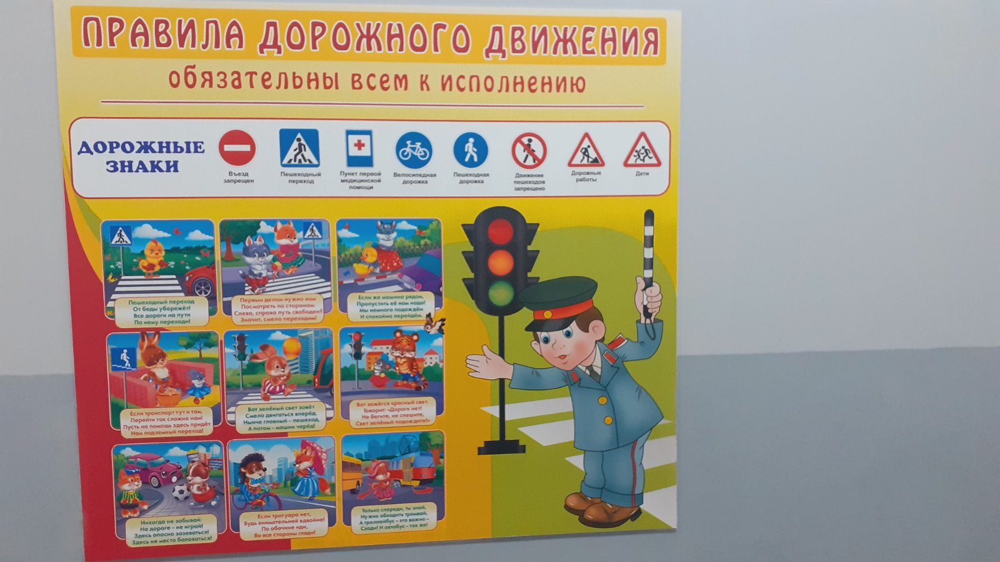 ПРАВИЛА ДОРОЖНОГО ДВИЖЕНИЯ
обязательны всем к исполнению
ДОРОЖНЫЕ
ЗНАКИ
Въезд
запрещен
Пешеходный
переход
Пункт первой
медицинской
помощи
Велосипедная
дорожка
Пешеходная
дорожка
Движение
пешеходов
запрещено
Дорожные
работы
Дети
Пешеходный переход
От беды убережёт!
Все дороги на пути
По нему переходи!
Первым делом нужно нам
Посмотреть по сторонам:
Слева, справа путь свободен?
Значит, смело переходим!
Если же машина рядом,
Пропустить её нам надо!
Мы немного подождём
И спокойно перейдём.
Если транспорт тут и там,
Перейти так сложно нам!
Пусть на помощь здесь придёт
Нам подземный переход!
Вот зелёный свет зовёт
Смело двигаться вперёд,
Нынче главный – пешеход,
А потом – машин черёд!
Вот зажёгся красный свет.
Говорит: «Дороги нет!
Не бегите, не спешите,
Свет зелёный подождите!»
Никогда не забывай:
На дороге – не играй!
Здесь опасно зазеваться!
Здесь не место баловаться!
Если тротуара нет,
Будь внимательней вдвойне!
По обочине иди,
Во все стороны гляди!
Только спереди, ты знай,
Нужно обходить трамвай,
А троллейбус – это важно –
Сзади! И автобус – так же!